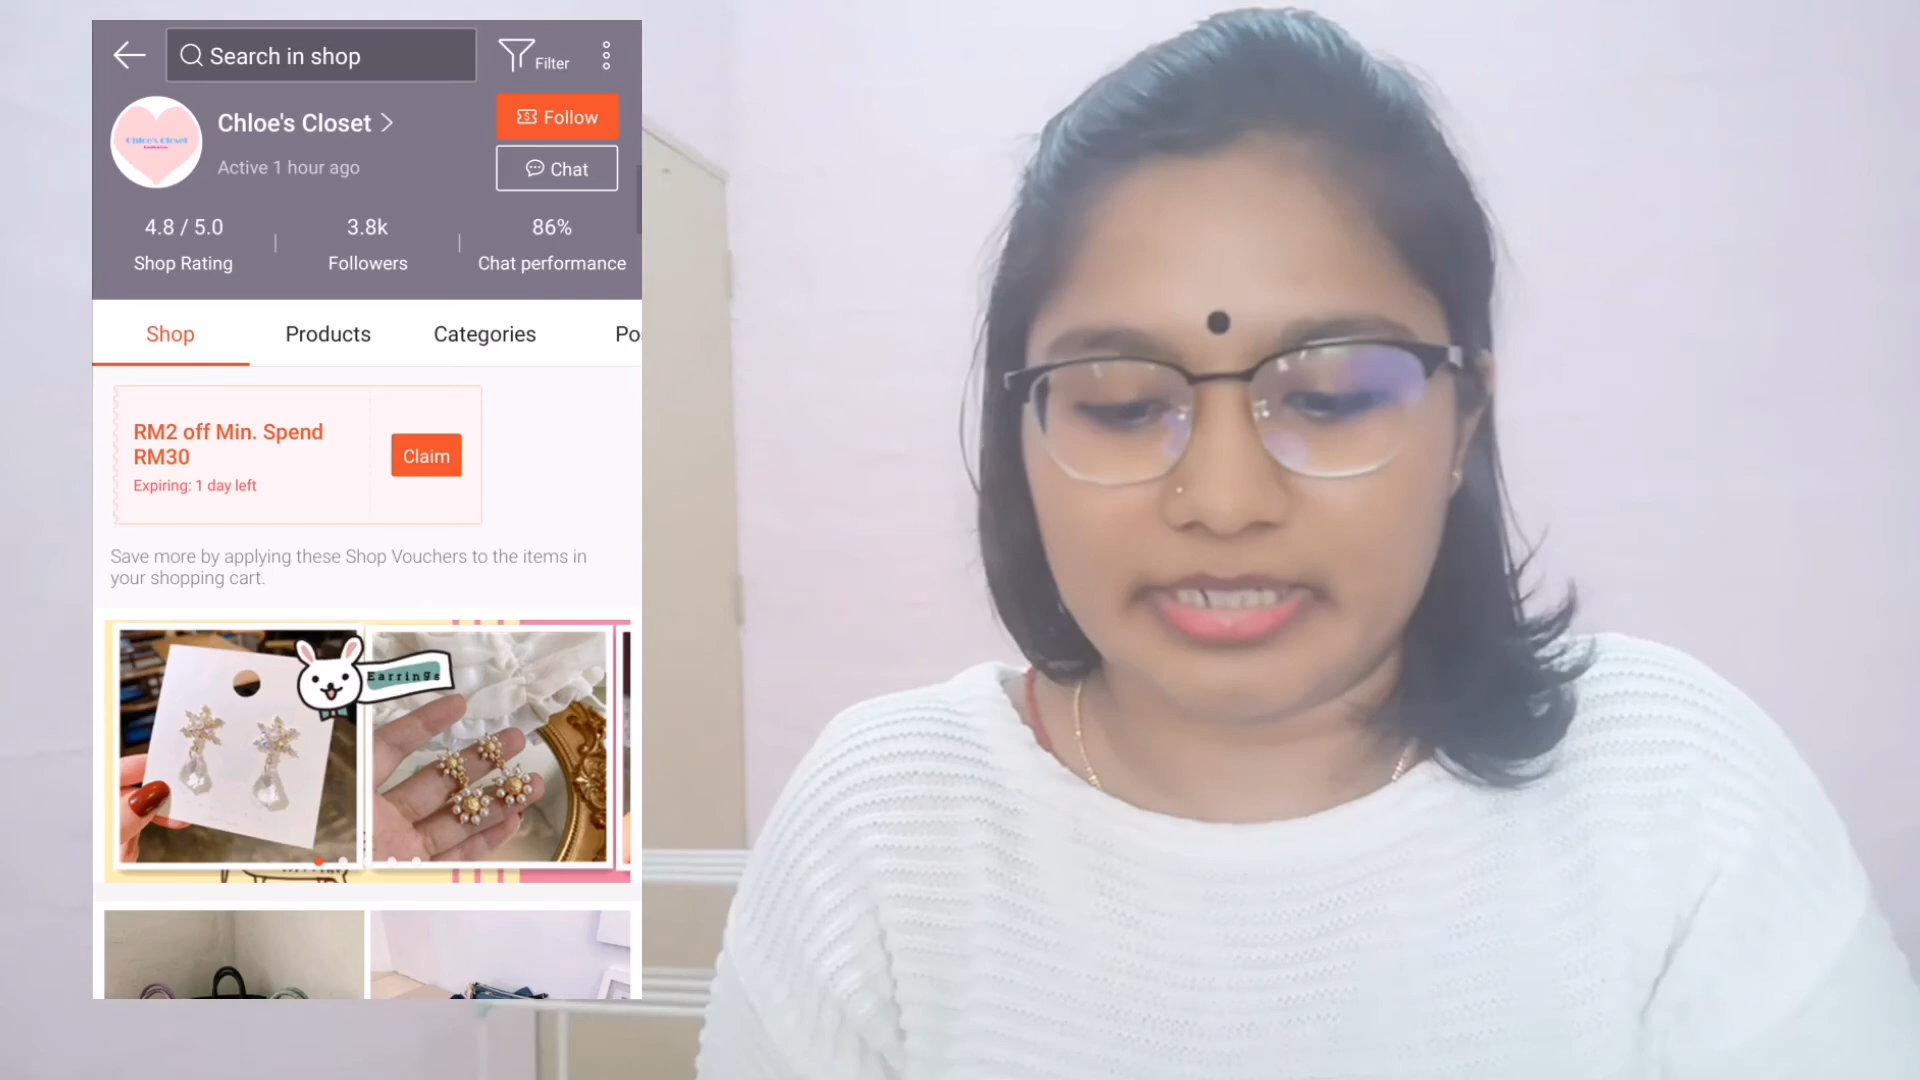 Search in shop
Filter
Chloe's Closet
Follow
Chloe's Closet
Active 1 hour ago
Chat
4.8 / 5.0
3.8k
86%
Shop Rating
Followers
Chat performance
Shop
Products
Categories
Po
RM2 off Min. Spend
RM30
Claim
Expiring: 1 day left
Save more by applying these Shop Vouchers to the items in
your shopping cart.
Earrings